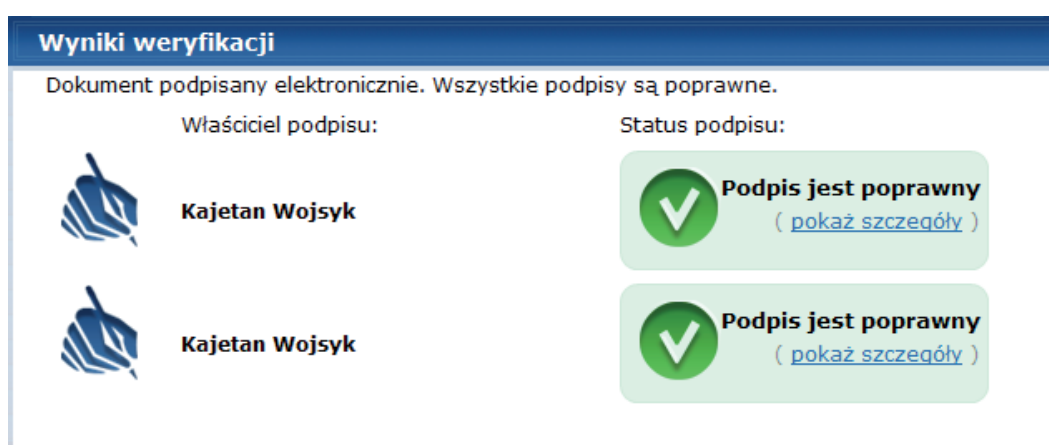 Wyniki weryfikacji
Dokument podpisany elektronicznie. Wszystkie podpisy są poprawne.
Właściciel podpisu: Status podpisu:
Kajetan Wojsyk Podpis jest poprawny
( pokaż szczegóły )
Kajetan Wojsyk Podpis jest poprawny
( pokaż szczegóły )